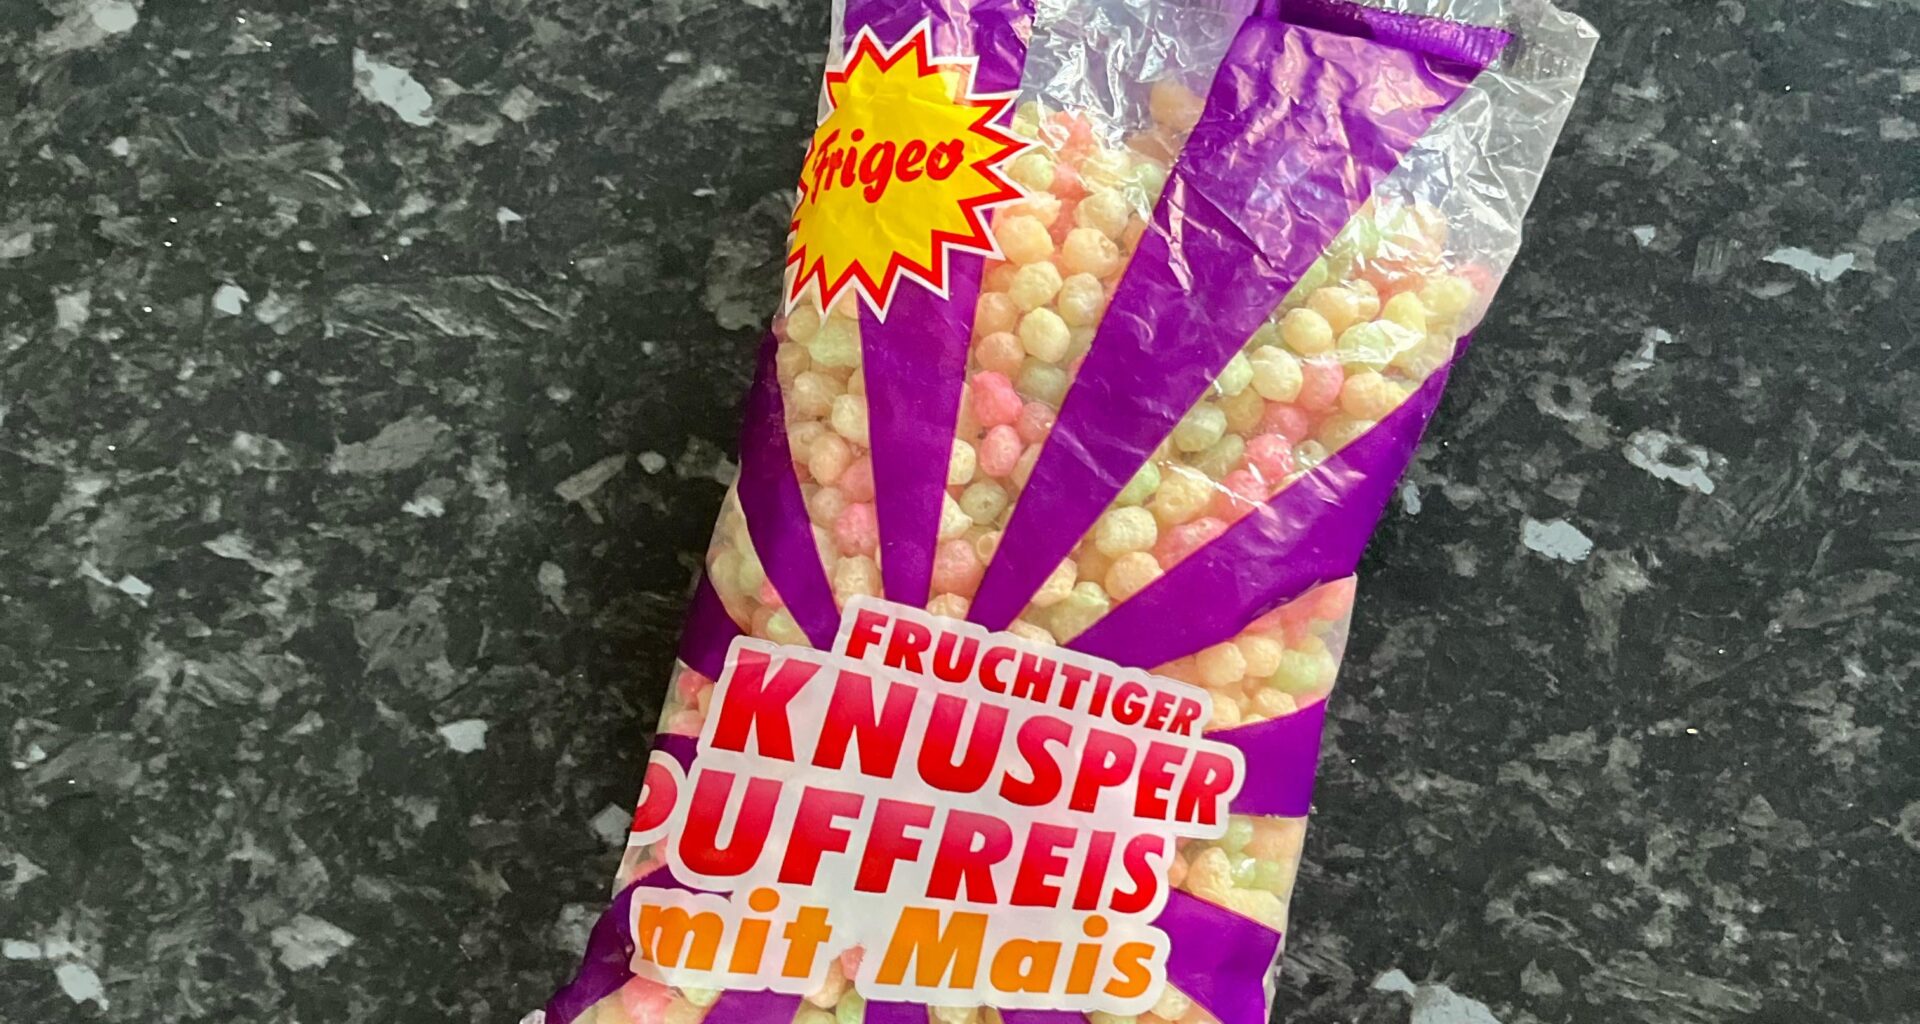 Frigeo
FRUCHTIGER
KNUSPER
PUFFREIS
mit Mais